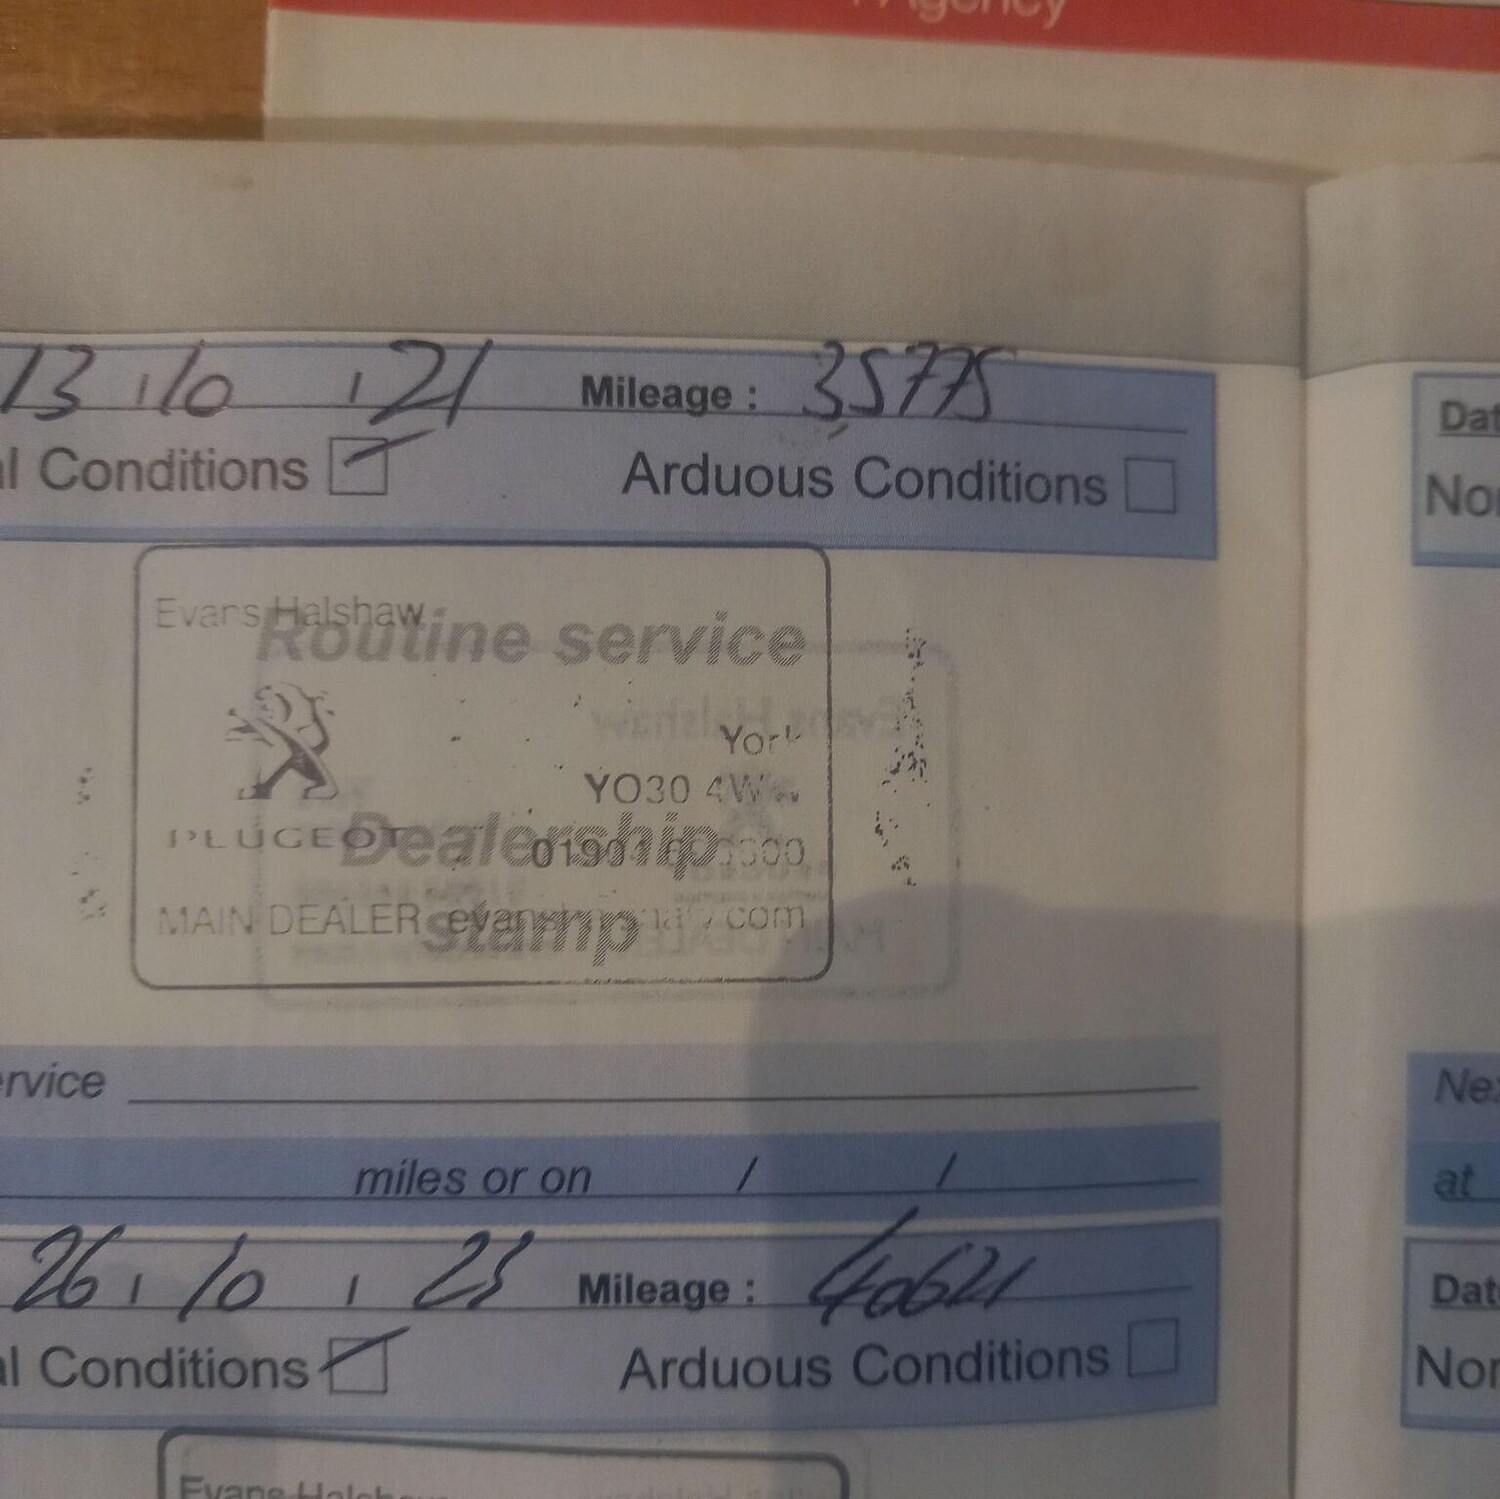 Agency
13 / 10 / 21 Mileage : 35775
al Conditions Arduous Conditions
Dat
Nor
Evans Halshaw
Routine service
York
YO30
PEUGEOT
Dealership
01904
MAIN DEALER
stamp
com
ervice
Nex
miles or on / /
at
26 / 10 / 23 Mileage : 40621
al Conditions Arduous Conditions
Dat
Nor
Evans Halshaw